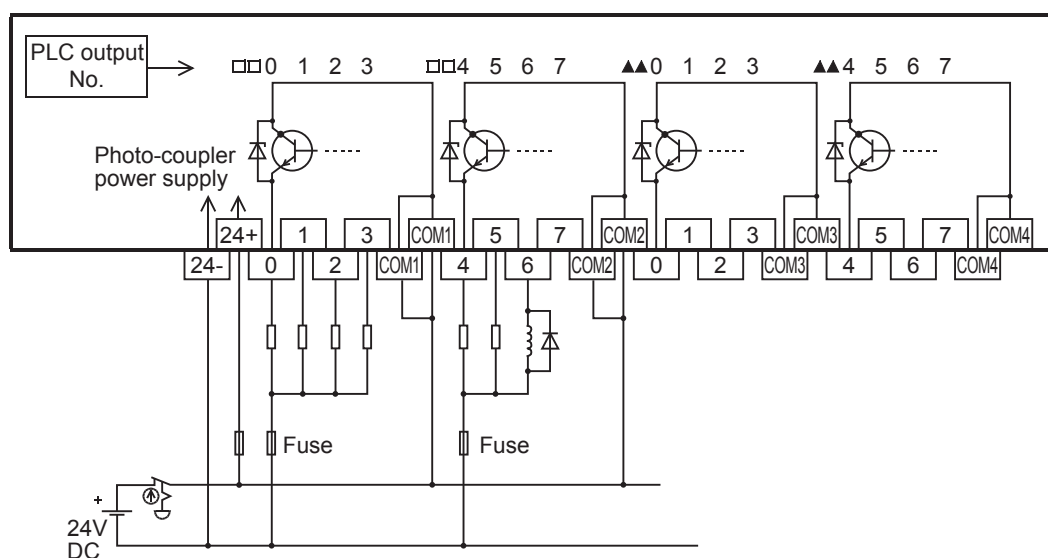 PLC output
No.
□□0 1 2 3 □□4 5 6 7 ▲▲0 1 2 3 ▲▲4 5 6 7
Photo-coupler
power supply
24+ 1 3 COM1 5 7 COM2 1 3 COM3 5 7 COM4
24- 0 2 COM1 4 6 COM2 0 2 COM3 4 6 COM4
Fuse Fuse
+
24V
DC